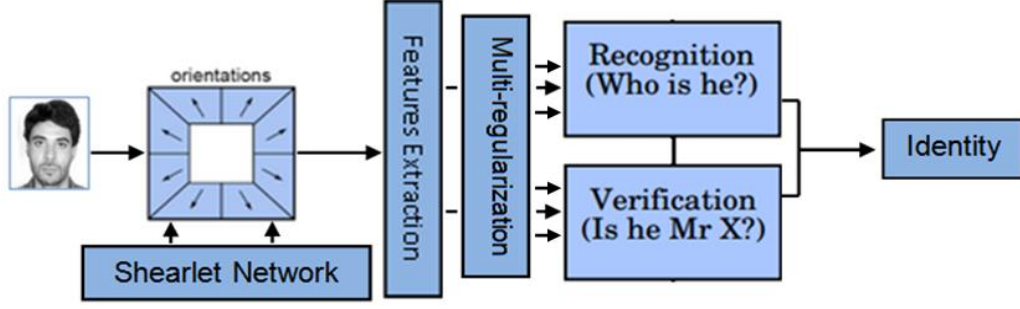 orientations
Shearlet Network
Features Extraction
Multi-regularization
Recognition
(Who is he?)
Verification
(Is he Mr X?)
Identity